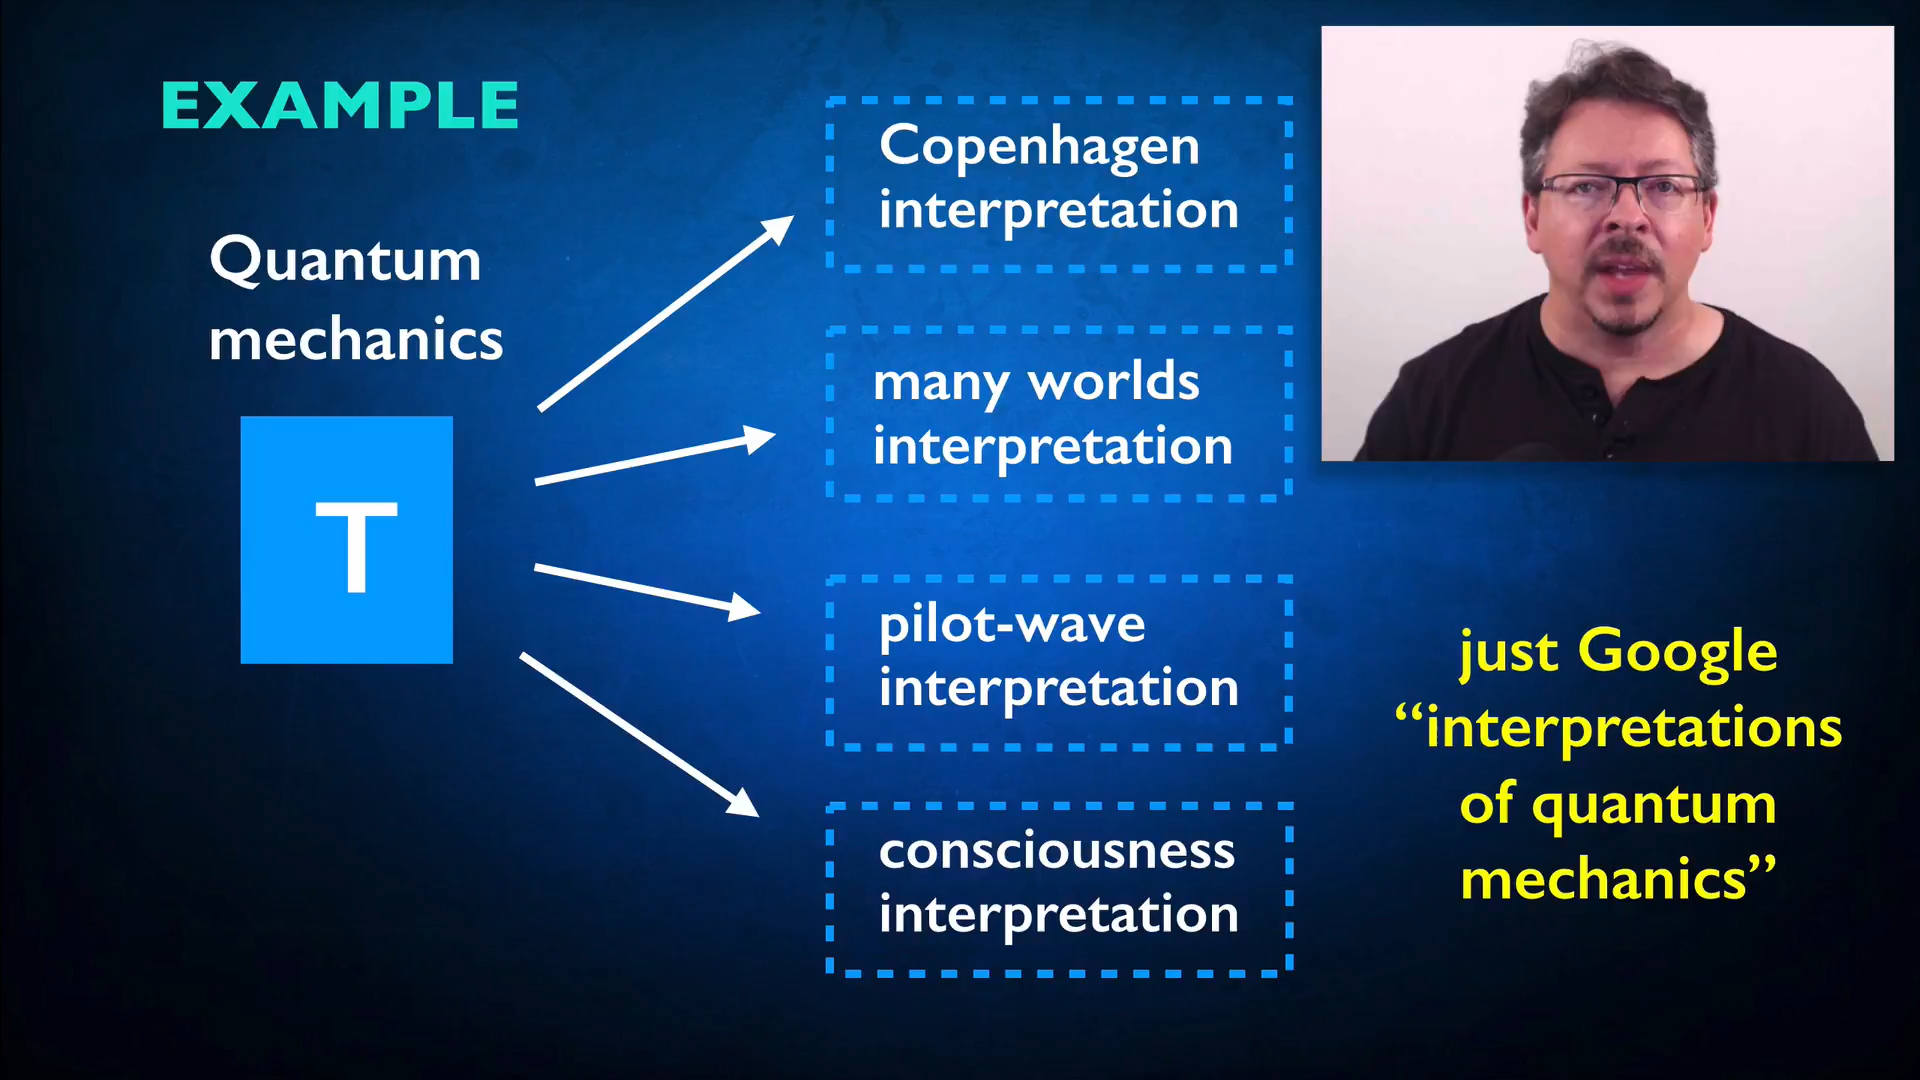 EXAMPLE
Quantum
mechanics
T
Copenhagen
interpretation
many worlds
interpretation
pilot-wave
interpretation
consciousness
interpretation
just Google
“interpretations
of quantum
mechanics”